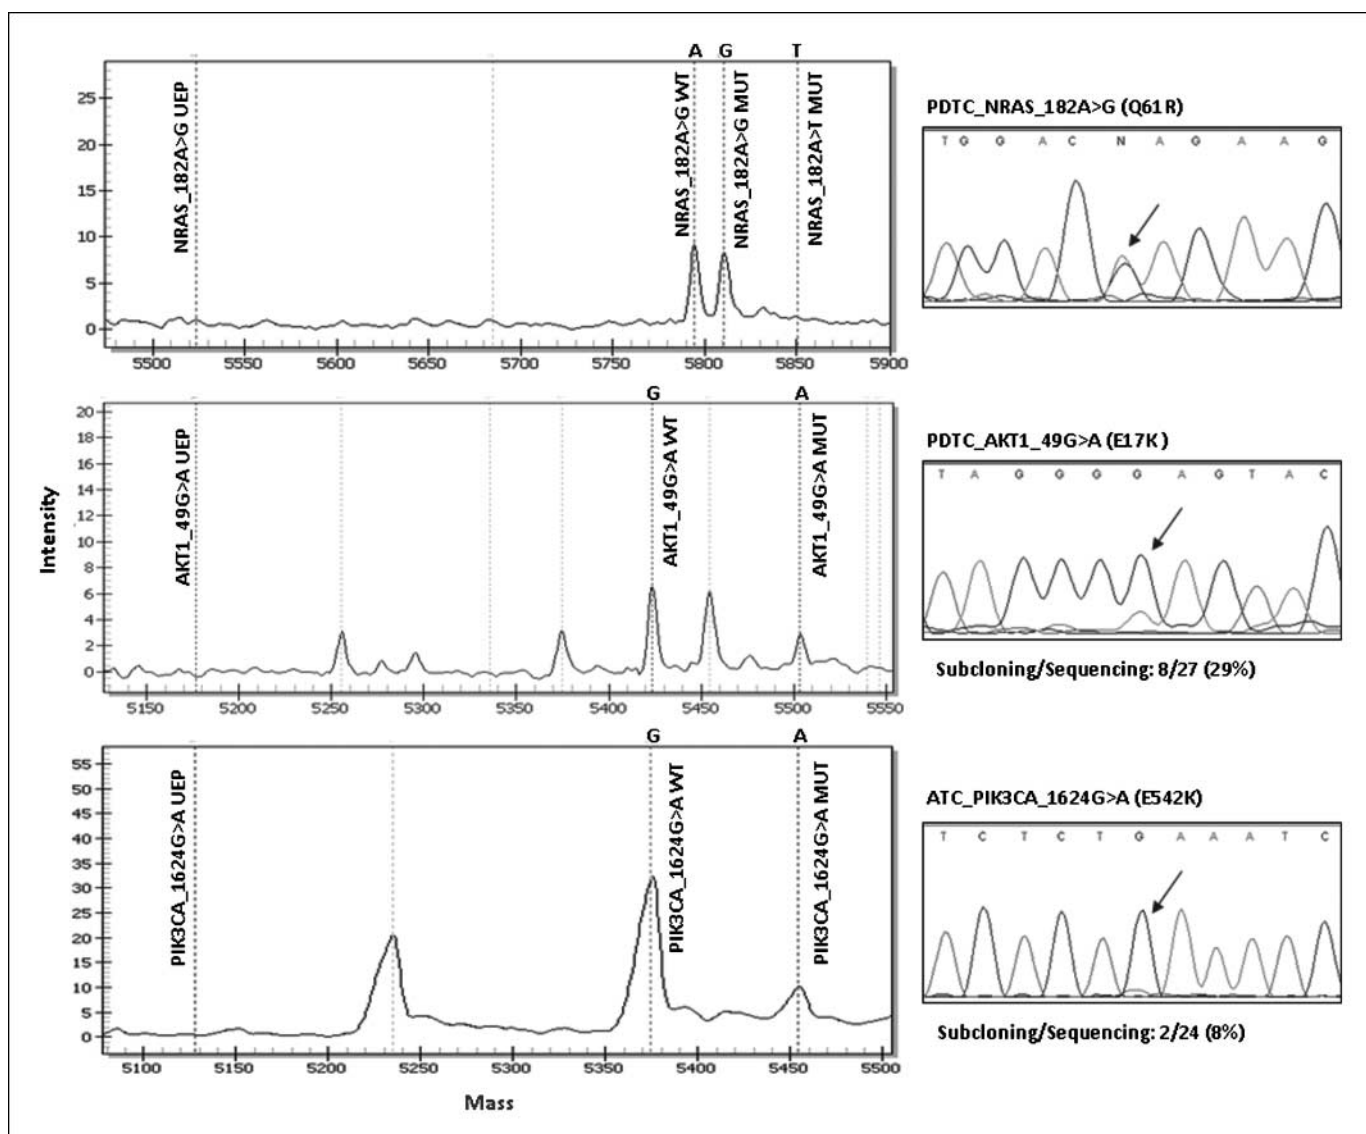 A G T
NRAS_182A>G UEP
NRAS_182A>G WT
NRAS_182A>G MUT
NRAS_182A>T MUT
25
20
15
10
5
0
5500 5550 5600 5650 5700 5750 5800 5850 5900
PDTC_NRAS_182A>G (Q61R)
T G G A C N A G A A G
G A
AKT1_49G>A UEP
AKT1_49G>A WT
AKT1_49G>A MUT
20
18
16
14
12
10
8
6
4
2
0
5150 5200 5250 5300 5350 5400 5450 5500 5550
Intensity
PDTC_AKT1_49G>A (E17K)
T A G G G G A G T A C
Subcloning/Sequencing: 8/27 (29%)
G A
PIK3CA_1624G>A UEP
PIK3CA_1624G>A WT
PIK3CA_1624G>A MUT
55
50
45
40
35
30
25
20
15
10
5
0
5100 5150 5200 5250 5300 5350 5400 5450 5500
Mass
ATC_PIK3CA_1624G>A (E542K)
T C T C T G A A A T C
Subcloning/Sequencing: 2/24 (8%)